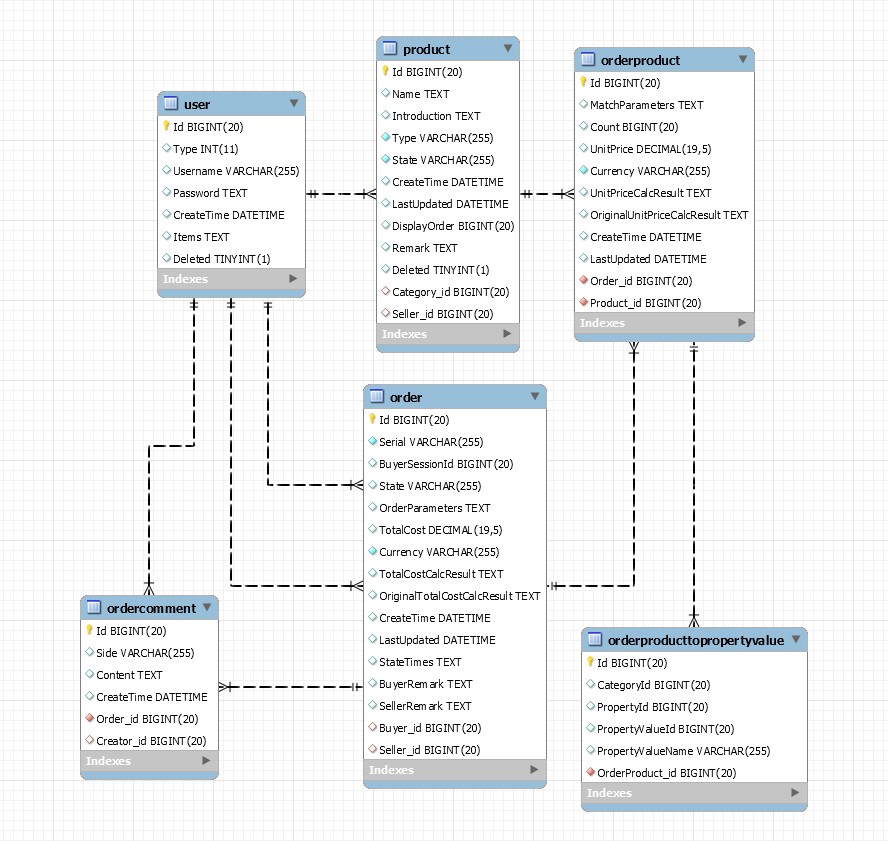 user
Id BIGINT(20)
Type INT(11)
Username VARCHAR(255)
Password TEXT
CreateTime DATETIME
Items TEXT
Deleted TINYINT(1)
Indexes
product
Id BIGINT(20)
Name TEXT
Introduction TEXT
Type VARCHAR(255)
State VARCHAR(255)
CreateTime DATETIME
LastUpdated DATETIME
DisplayOrder BIGINT(20)
Remark TEXT
Deleted TINYINT(1)
Category_id BIGINT(20)
Seller_id BIGINT(20)
Indexes
orderproduct
Id BIGINT(20)
MatchParameters TEXT
Count BIGINT(20)
UnitPrice DECIMAL(19,5)
Currency VARCHAR(255)
UnitPriceCalcResult TEXT
OriginalUnitPriceCalcResult TEXT
CreateTime DATETIME
LastUpdated DATETIME
Order_id BIGINT(20)
Product_id BIGINT(20)
Indexes
order
Id BIGINT(20)
Serial VARCHAR(255)
BuyerSessionId BIGINT(20)
State VARCHAR(255)
OrderParameters TEXT
TotalCost DECIMAL(19,5)
Currency VARCHAR(255)
TotalCostCalcResult TEXT
OriginalTotalCostCalcResult TEXT
CreateTime DATETIME
LastUpdated DATETIME
StateTimes TEXT
BuyerRemark TEXT
SellerRemark TEXT
Buyer_id BIGINT(20)
Seller_id BIGINT(20)
Indexes
ordercomment
Id BIGINT(20)
Side VARCHAR(255)
Content TEXT
CreateTime DATETIME
Order_id BIGINT(20)
Creator_id BIGINT(20)
Indexes
orderproducttopropertyvalue
Id BIGINT(20)
CategoryId BIGINT(20)
PropertyId BIGINT(20)
PropertyValueId BIGINT(20)
PropertyValueName VARCHAR(255)
OrderProduct_id BIGINT(20)
Indexes